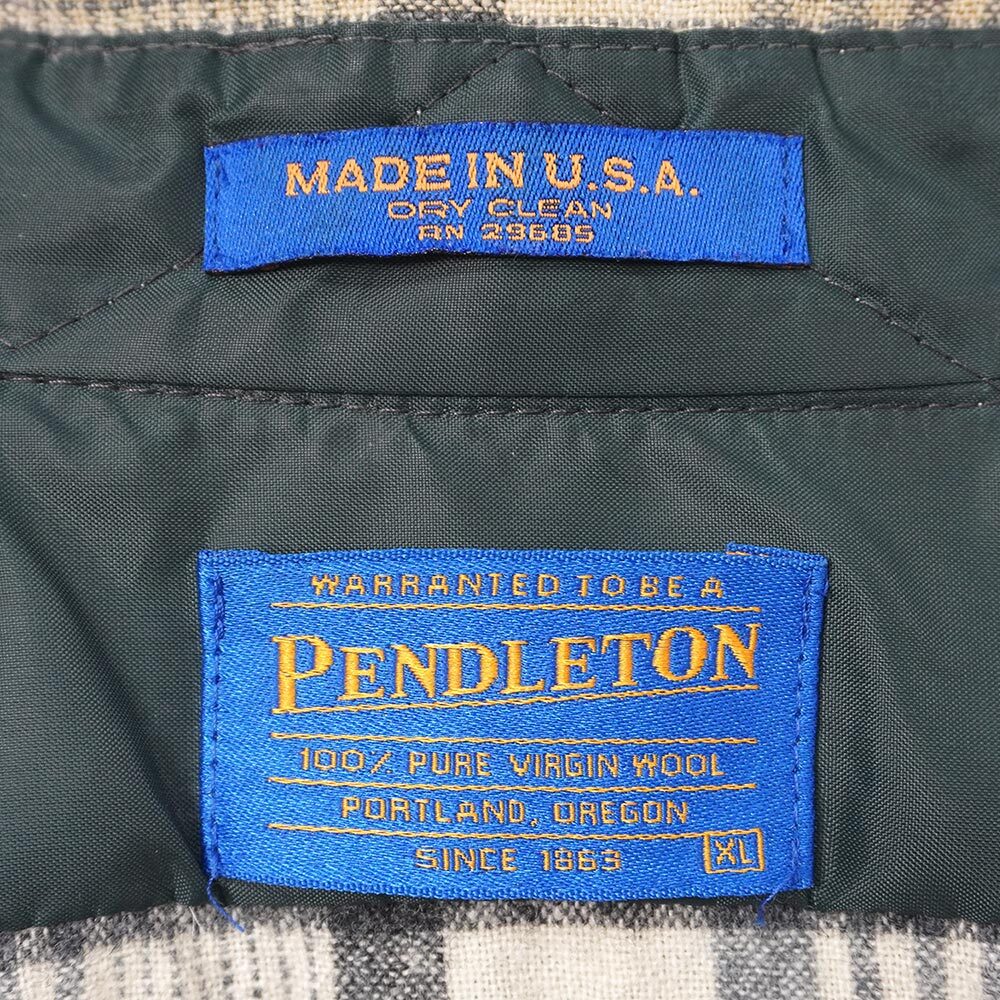 MADE IN U.S.A.
DRY CLEAN
RN 29685
WARRANTED TO BE A
PENDLETON
100% PURE VIRGIN WOOL
PORTLAND, OREGON
SINCE 1863
XL